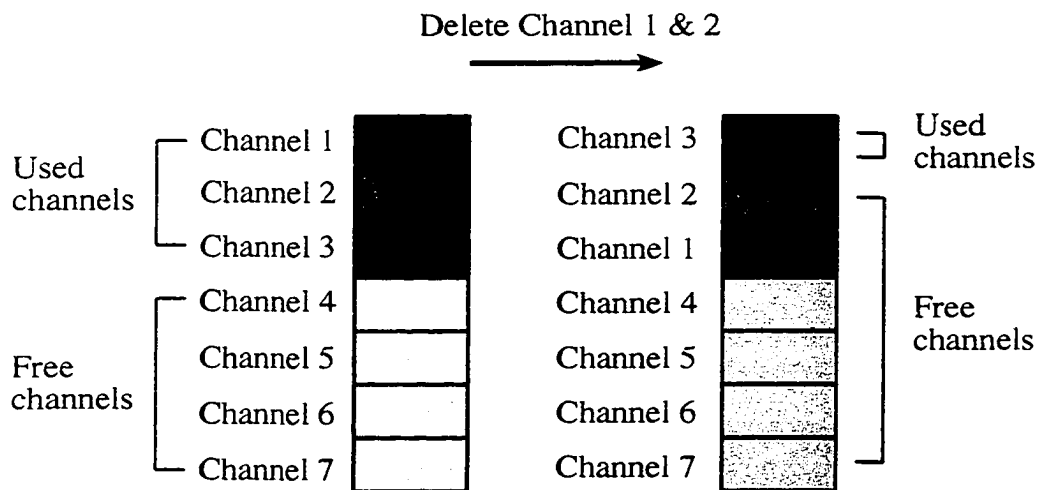 Delete Channel 1 & 2
Used
channels
Channel 1
Channel 2
Channel 3
Free
channels
Channel 4
Channel 5
Channel 6
Channel 7
Channel 3
Channel 2
Channel 1
Channel 4
Channel 5
Channel 6
Channel 7
Used
channels
Free
channels